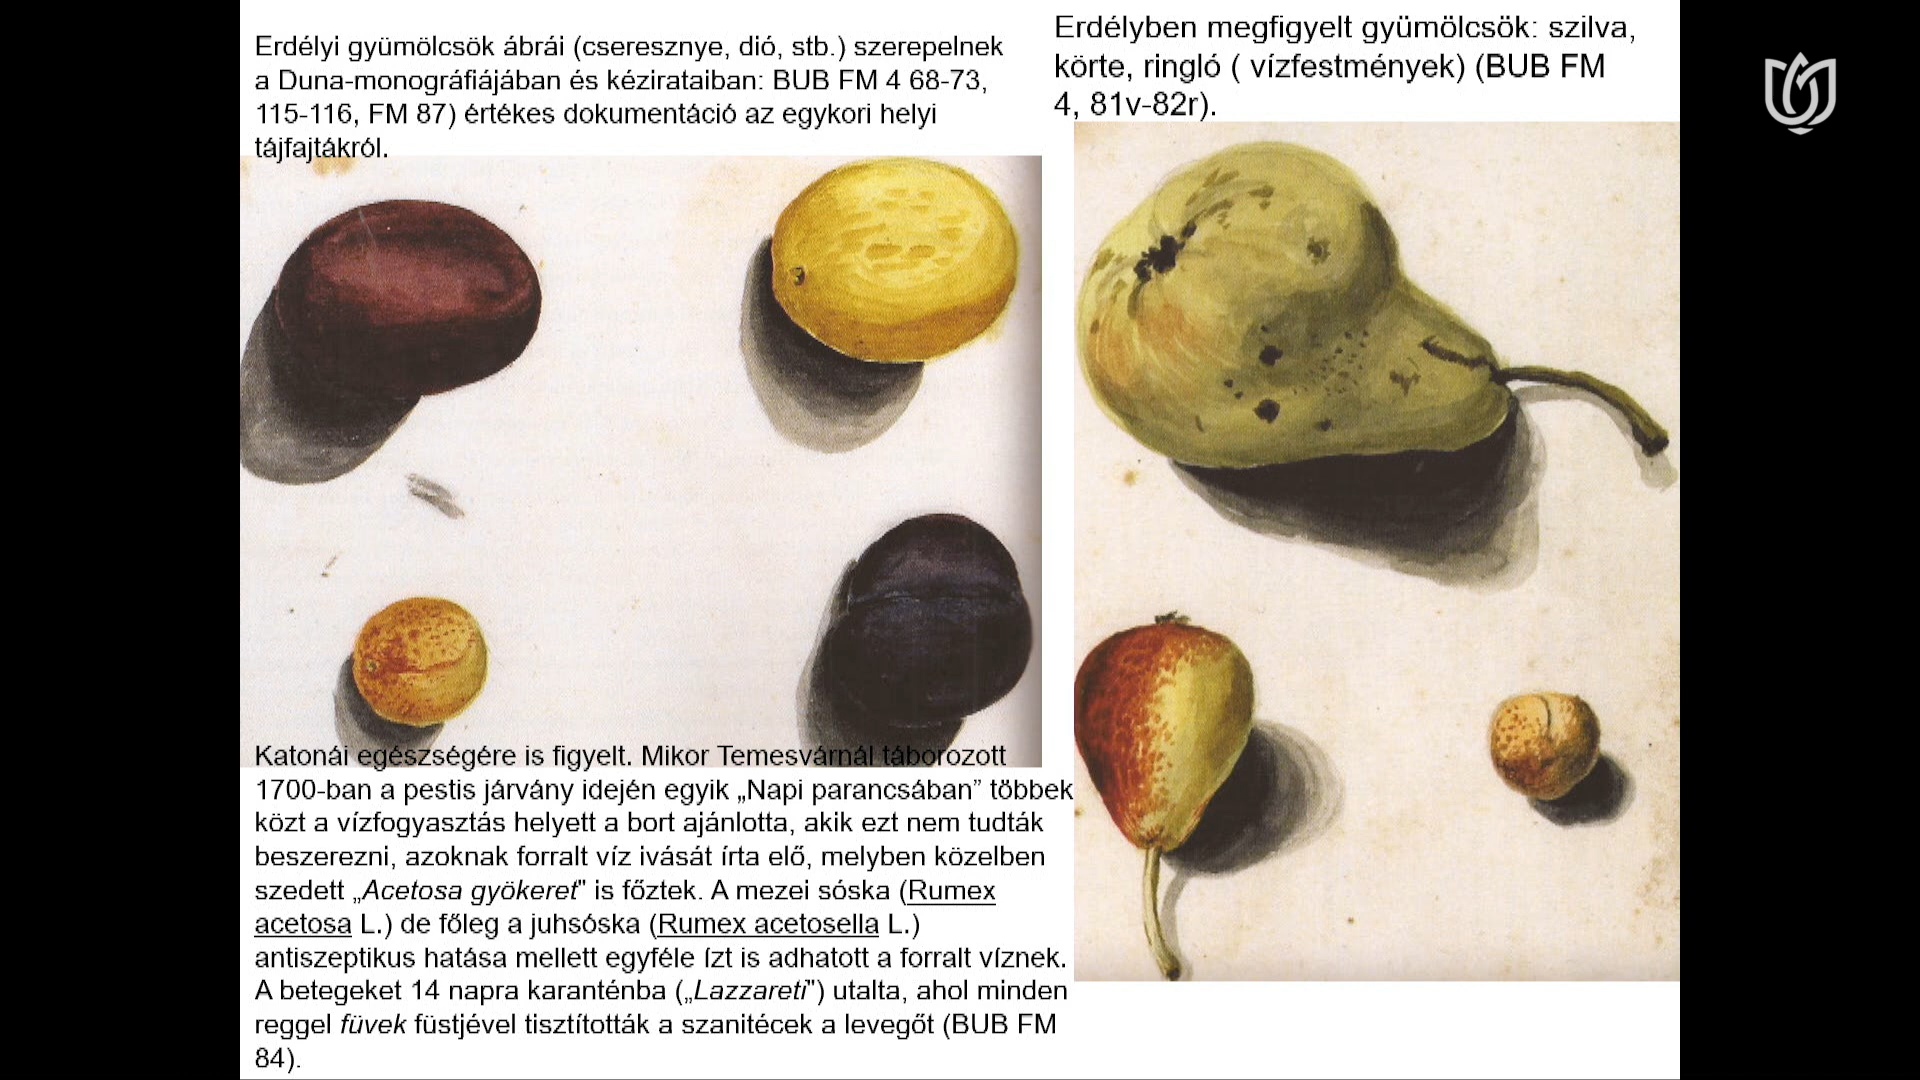 Erdélyi gyümölcsök ábrái (cseresznye, dió, stb.) szerepelnek
a Duna-monográfiájában és kézirataiban: BUB FM 4 68-73,
115-116, FM 87) értékes dokumentáció az egykori helyi
tájfajtákról.
Erdélyben megfigyelt gyümölcsök: szilva,
körte, ringló ( vízfestmények) (BUB FM
4, 81v-82r).
Katonái egészségére is figyelt. Mikor Temesvárnál táborozott
1700-ban a pestis járvány idején egyik „Napi parancsában” többek
közt a vízfogyasztás helyett a bort ajánlotta, akik ezt nem tudták
beszerezni, azoknak forralt víz ivását írta elő, melyben közelben
szedett „Acetosa gyökeret" is főztek. A mezei sóska (Rumex
acetosa L.) de főleg a juhsóska (Rumex acetosella L.)
antiszeptikus hatása mellett egyféle ízt is adhatott a forralt víznek.
A betegeket 14 napra karanténba („Lazzareti") utalta, ahol minden
reggel füvek füstjével tisztították a szanitécek a levegőt (BUB FM
84).